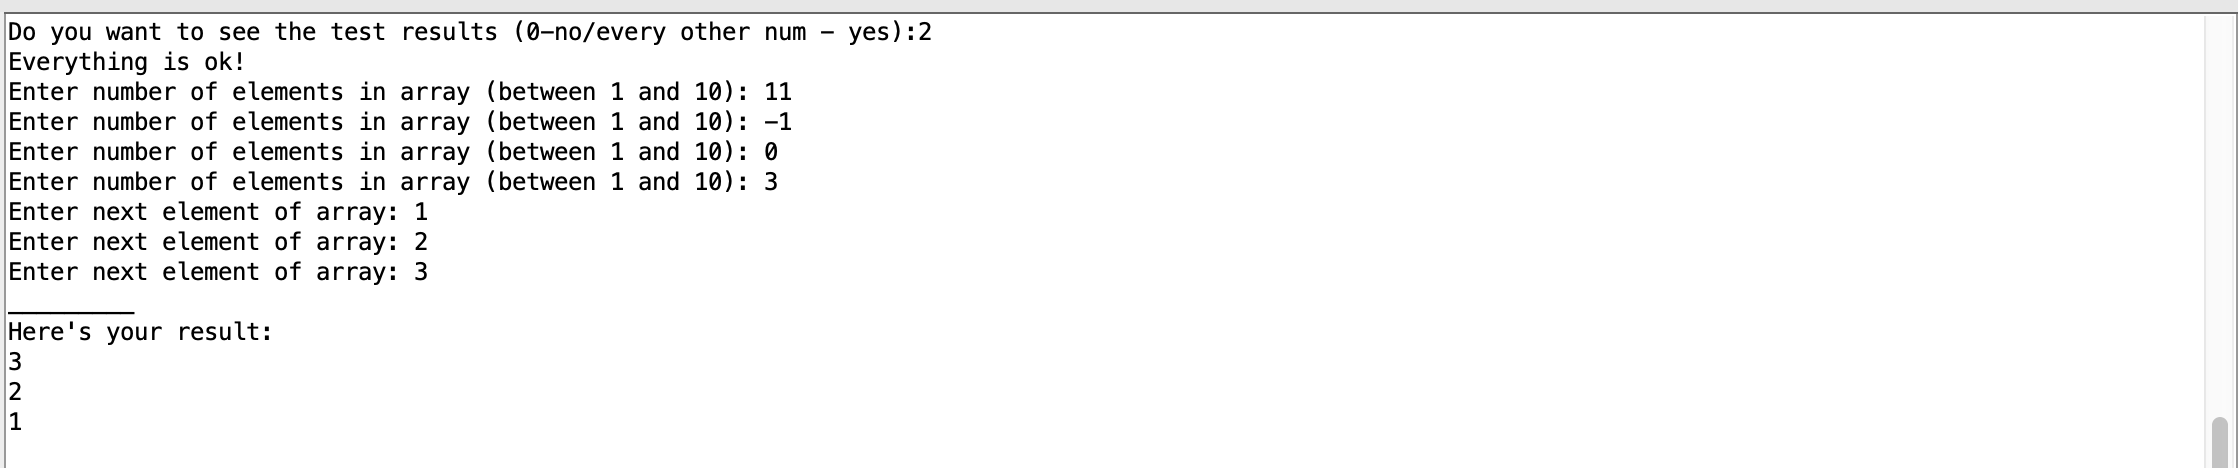 Do you want to see the test results (0-no/every other num - yes):2
Everything is ok!
Enter number of elements in array (between 1 and 10): 11
Enter number of elements in array (between 1 and 10): -1
Enter number of elements in array (between 1 and 10): 0
Enter number of elements in array (between 1 and 10): 3
Enter next element of array: 1
Enter next element of array: 2
Enter next element of array: 3
_________
Here's your result:
3
2
1